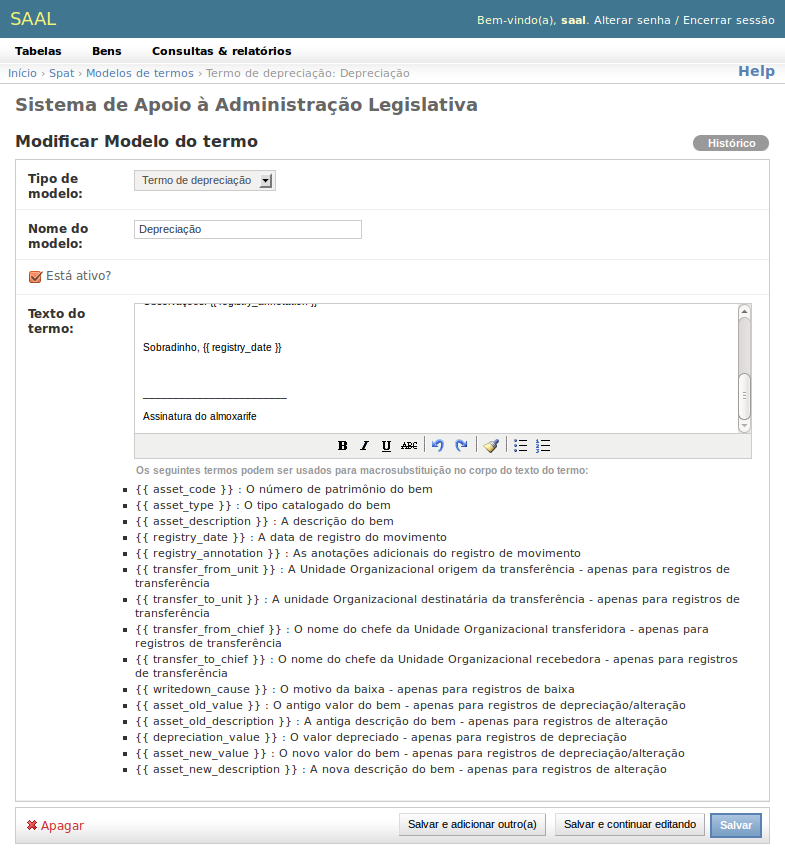 SAAL
Bem-vindo(a), saal. Alterar senha / Encerrar sessão
Tabelas Bens Consultas & relatórios
Início › Spat › Modelos de termos › Termo de depreciação: Depreciação
Help
Sistema de Apoio à Administração Legislativa
Modificar Modelo do termo
Histórico
Tipo de
modelo:
Termo de depreciação
Nome do
modelo:
Depreciação
Está ativo?
Texto do
termo:
Observações: {{ registry_annotation }}
Sobradinho, {{ registry_date }}
__________________________
Assinatura do almoxarife
B I U ABC
Os seguintes termos podem ser usados para macrosubstituição no corpo do texto do termo:
{{ asset_code }} : O número de patrimônio do bem
{{ asset_type }} : O tipo catalogado do bem
{{ asset_description }} : A descrição do bem
{{ registry_date }} : A data de registro do movimento
{{ registry_annotation }} : As anotações adicionais do registro de movimento
{{ transfer_from_unit }} : A Unidade Organizacional origem da transferência - apenas para registros de
transferência
{{ transfer_to_unit }} : A unidade Organizacional destinatária da transferência - apenas para registros de
transferência
{{ transfer_from_chief }} : O nome do chefe da Unidade Organizacional transferidora - apenas para
registros de transferência
{{ transfer_to_chief }} : O nome do chefe da Unidade Organizacional recebedora - apenas para registros
de transferência
{{ writedown_cause }} : O motivo da baixa - apenas para registros de baixa
{{ asset_old_value }} : O antigo valor do bem - apenas para registros de depreciação/alteração
{{ asset_old_description }} : A antiga descrição do bem - apenas para registros de alteração
{{ depreciation_value }} : O valor depreciado - apenas para registros de depreciação
{{ asset_new_value }} : O novo valor do bem - apenas para registros de depreciação/alteração
{{ asset_new_description }} : A nova descrição do bem - apenas para registros de alteração
Apagar
Salvar e adicionar outro(a)
Salvar e continuar editando
Salvar